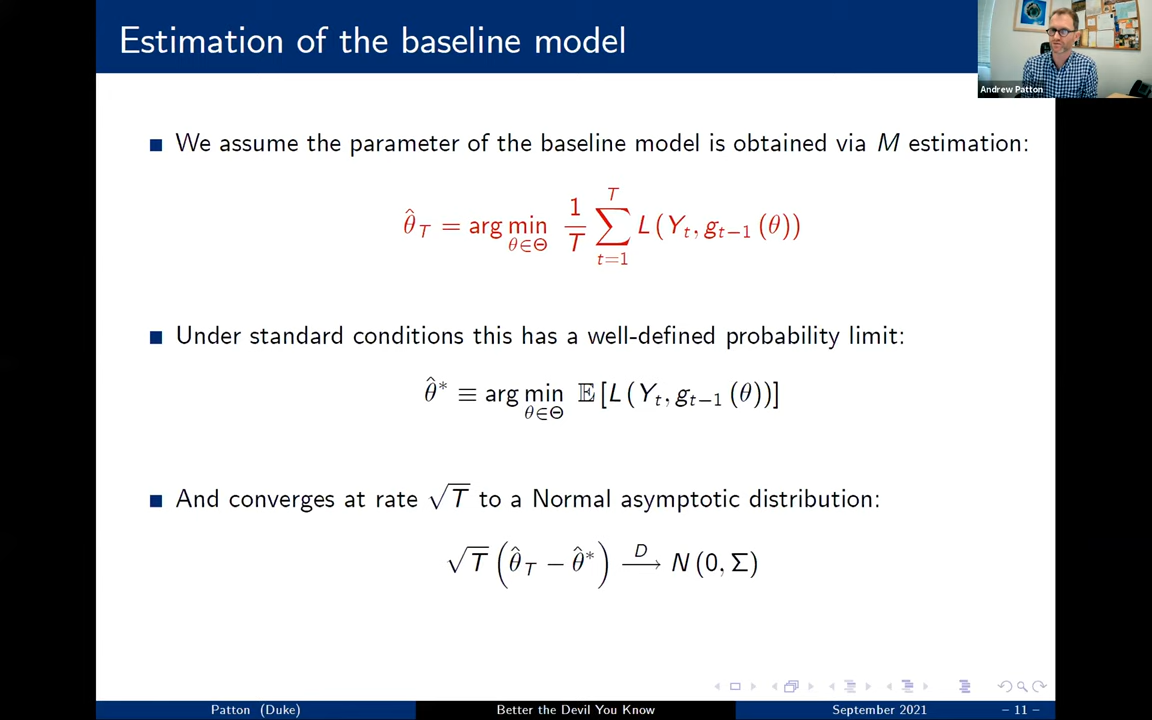 Estimation of the baseline model
Andrew Patton
■ We assume the parameter of the baseline model is obtained via M estimation:
θ̂_T = arg min_{θ∈Θ} 1/T ∑_{t=1}^{T} L(Y_t, g_{t−1}(θ))
■ Under standard conditions this has a well-defined probability limit:
θ̂* ≡ arg min_{θ∈Θ} 𝔼[L(Y_t, g_{t−1}(θ))]
■ And converges at rate √T to a Normal asymptotic distribution:
√T(θ̂_T − θ̂*) →^D N(0, Σ)
Patton (Duke) Better the Devil You Know September 2021 – 11 –